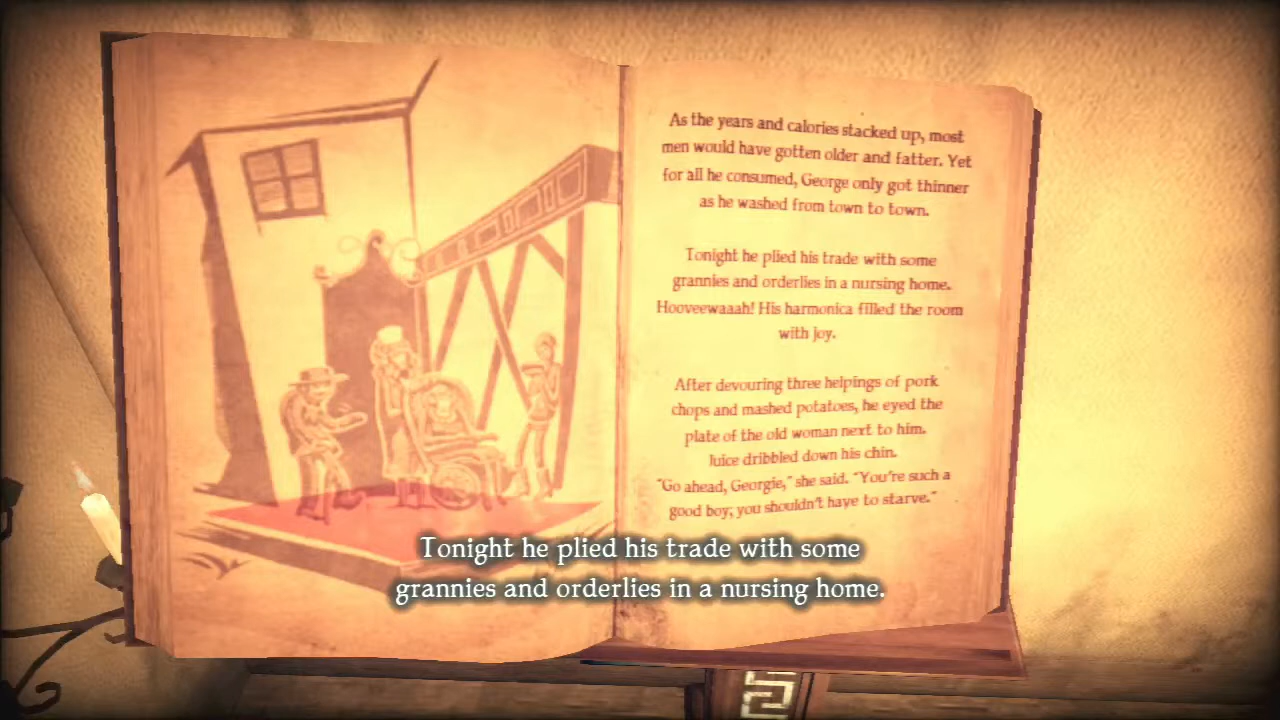 As the years and calories stacked up, most
men would have gotten older and fatter. Yet
for all he consumed, George only got thinner
as he washed from town to town.
Tonight he plied his trade with some
grannies and orderlies in a nursing home.
Hooveewaaah! His harmonica filled the room
with joy.
After devouring three helpings of pork
chops and mashed potatoes, he eyed the
plate of the old woman next to him.
Juice dribbled down his chin.
"Go ahead, Georgie," she said. "You're such a
good boy, you shouldn't have to starve."
Tonight he plied his trade with some
grannies and orderlies in a nursing home.